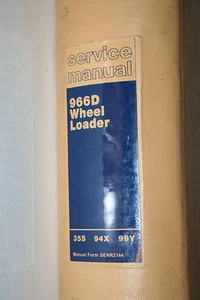 service
manual
966D
Wheel
Loader
35S 94X 99Y
Manual Form SENR2144